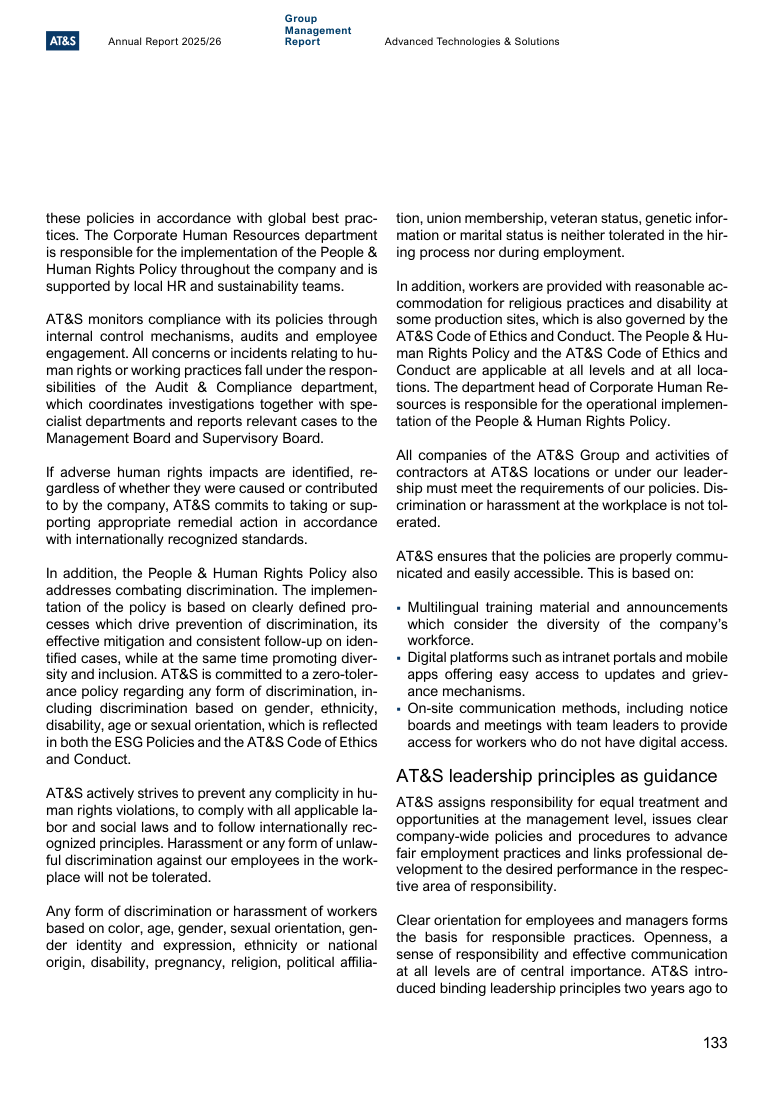 Group
Management
Report
AT&S
Annual Report 2025/26
Advanced Technologies & Solutions
these policies in accordance with global best prac-
tices. The Corporate Human Resources department
is responsible for the implementation of the People &
Human Rights Policy throughout the company and is
supported by local HR and sustainability teams.
AT&S monitors compliance with its policies through
internal control mechanisms, audits and employee
engagement. All concerns or incidents relating to hu-
man rights or working practices fall under the respon-
sibilities of the Audit & Compliance department,
which coordinates investigations together with spe-
cialist departments and reports relevant cases to the
Management Board and Supervisory Board.
If adverse human rights impacts are identified, re-
gardless of whether they were caused or contributed
to by the company, AT&S commits to taking or sup-
porting appropriate remedial action in accordance
with internationally recognized standards.
In addition, the People & Human Rights Policy also
addresses combating discrimination. The implemen-
tation of the policy is based on clearly defined pro-
cesses which drive prevention of discrimination, its
effective mitigation and consistent follow-up on iden-
tified cases, while at the same time promoting diver-
sity and inclusion. AT&S is committed to a zero-toler-
ance policy regarding any form of discrimination, in-
cluding discrimination based on gender, ethnicity,
disability, age or sexual orientation, which is reflected
in both the ESG Policies and the AT&S Code of Ethics
and Conduct.
AT&S actively strives to prevent any complicity in hu-
man rights violations, to comply with all applicable la-
bor and social laws and to follow internationally rec-
ognized principles. Harassment or any form of unlaw-
ful discrimination against our employees in the work-
place will not be tolerated.
Any form of discrimination or harassment of workers
based on color, age, gender, sexual orientation, gen-
der identity and expression, ethnicity or national
origin, disability, pregnancy, religion, political affilia-
tion, union membership, veteran status, genetic infor-
mation or marital status is neither tolerated in the hir-
ing process nor during employment.
In addition, workers are provided with reasonable ac-
commodation for religious practices and disability at
some production sites, which is also governed by the
AT&S Code of Ethics and Conduct. The People & Hu-
man Rights Policy and the AT&S Code of Ethics and
Conduct are applicable at all levels and at all loca-
tions. The department head of Corporate Human Re-
sources is responsible for the operational implemen-
tation of the People & Human Rights Policy.
All companies of the AT&S Group and activities of
contractors at AT&S locations or under our leader-
ship must meet the requirements of our policies. Dis-
crimination or harassment at the workplace is not tol-
erated.
AT&S ensures that the policies are properly commu-
nicated and easily accessible. This is based on:
▪ Multilingual training material and announcements
which consider the diversity of the company's
workforce.
▪ Digital platforms such as intranet portals and mobile
apps offering easy access to updates and griev-
ance mechanisms.
▪ On-site communication methods, including notice
boards and meetings with team leaders to provide
access for workers who do not have digital access.
AT&S leadership principles as guidance
AT&S assigns responsibility for equal treatment and
opportunities at the management level, issues clear
company-wide policies and procedures to advance
fair employment practices and links professional de-
velopment to the desired performance in the respec-
tive area of responsibility.
Clear orientation for employees and managers forms
the basis for responsible practices. Openness, a
sense of responsibility and effective communication
at all levels are of central importance. AT&S intro-
duced binding leadership principles two years ago to
133